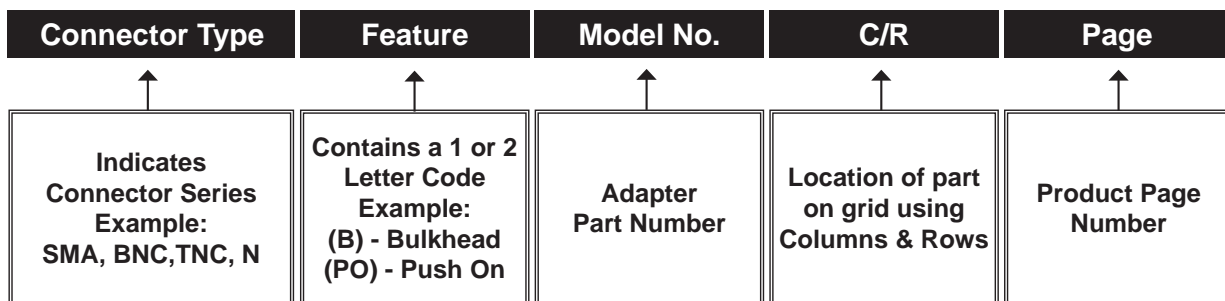 Connector Type Feature Model No. C/R Page
Indicates
Connector Series
Example:
SMA, BNC,TNC, N
Contains a 1 or 2
Letter Code
Example:
(B) - Bulkhead
(PO) - Push On
Adapter
Part Number
Location of part
on grid using
Columns & Rows
Product Page
Number